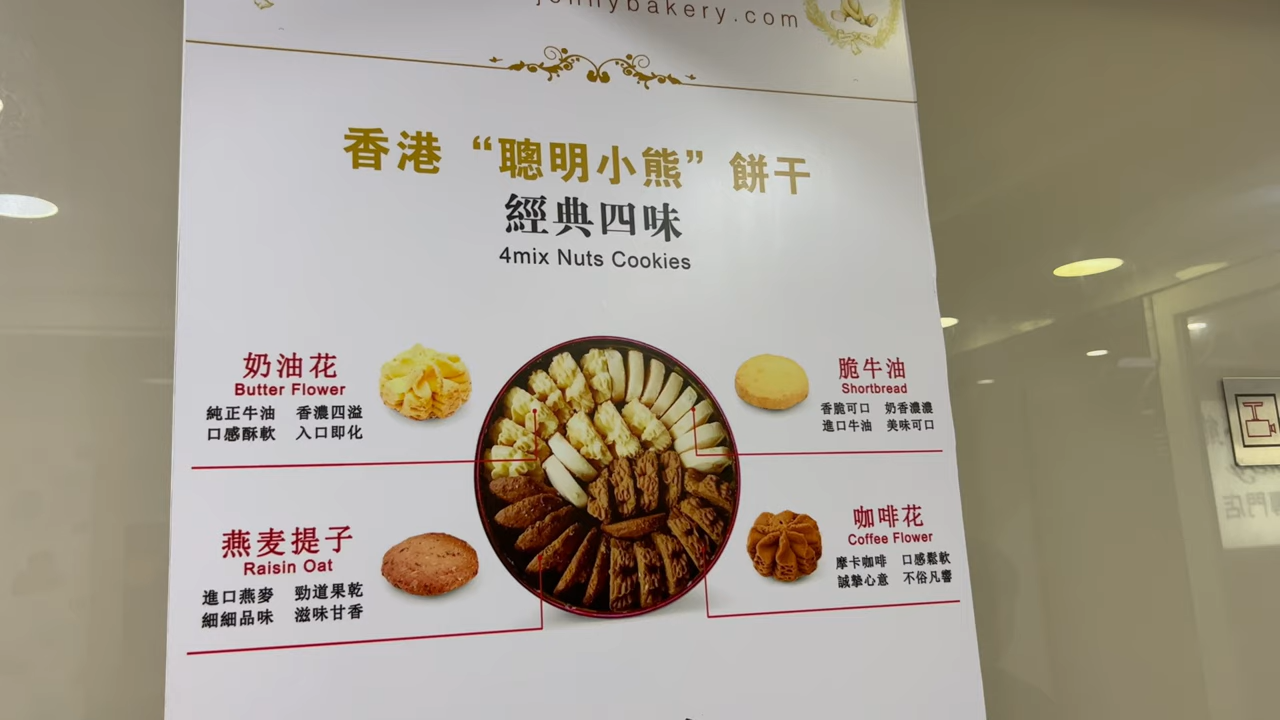 jennybakery.com
香港“聰明小熊”餅干
經典四味
4mix Nuts Cookies
奶油花
Butter Flower
純正牛油 香濃四溢
口感酥軟 入口即化
脆牛油
Shortbread
香脆可口 奶香濃濃
進口牛油 美味可口
燕麦提子
Raisin Oat
進口燕麥 勁道果乾
細細品味 滋味甘香
咖啡花
Coffee Flower
摩卡咖啡 口感鬆軟
誠摯心意 不俗凡響
門店